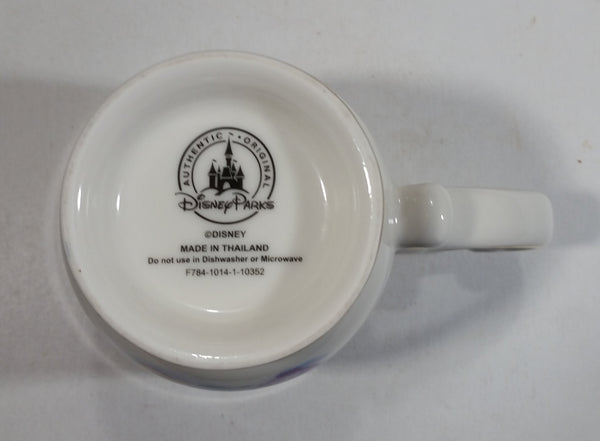 AUTHENTIC ORIGINAL
Disney Parks
©DISNEY
MADE IN THAILAND
Do not use in Dishwasher or Microwave
F784-1014-1-10352